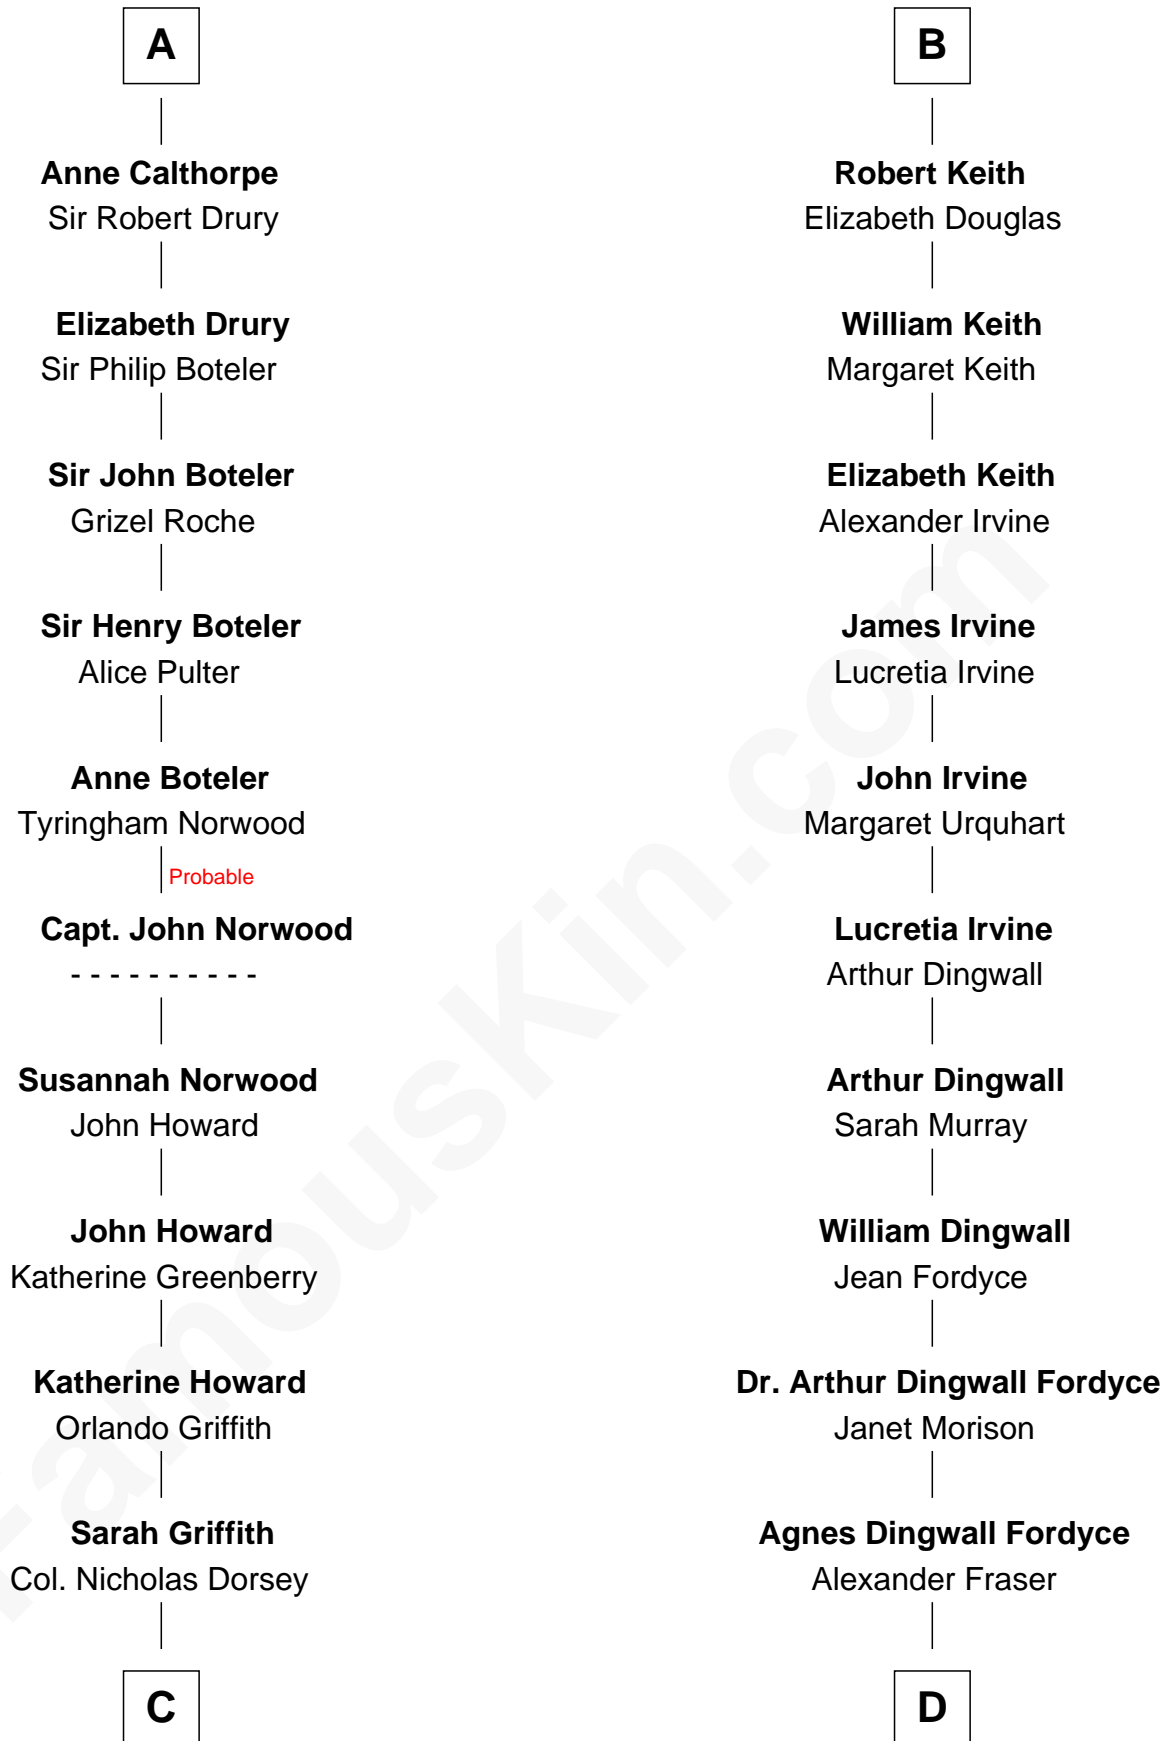 A
Anne Calthorpe
Sir Robert Drury
Elizabeth Drury
Sir Philip Boteler
Sir John Boteler
Grizel Roche
Sir Henry Boteler
Alice Pulter
Anne Boteler
Tyringham Norwood
Probable
Capt. John Norwood
- - - - - - - - - -
Susannah Norwood
John Howard
John Howard
Katherine Greenberry
Katherine Howard
Orlando Griffith
Sarah Griffith
Col. Nicholas Dorsey
C
B
Robert Keith
Elizabeth Douglas
William Keith
Margaret Keith
Elizabeth Keith
Alexander Irvine
James Irvine
Lucretia Irvine
John Irvine
Margaret Urquhart
Lucretia Irvine
Arthur Dingwall
Arthur Dingwall
Sarah Murray
William Dingwall
Jean Fordyce
Dr. Arthur Dingwall Fordyce
Janet Morison
Agnes Dingwall Fordyce
Alexander Fraser
D
FamousKin.com